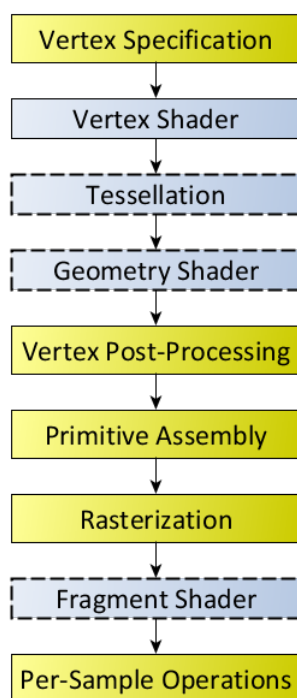 Vertex Specification
Vertex Shader
Tessellation
Geometry Shader
Vertex Post-Processing
Primitive Assembly
Rasterization
Fragment Shader
Per-Sample Operations